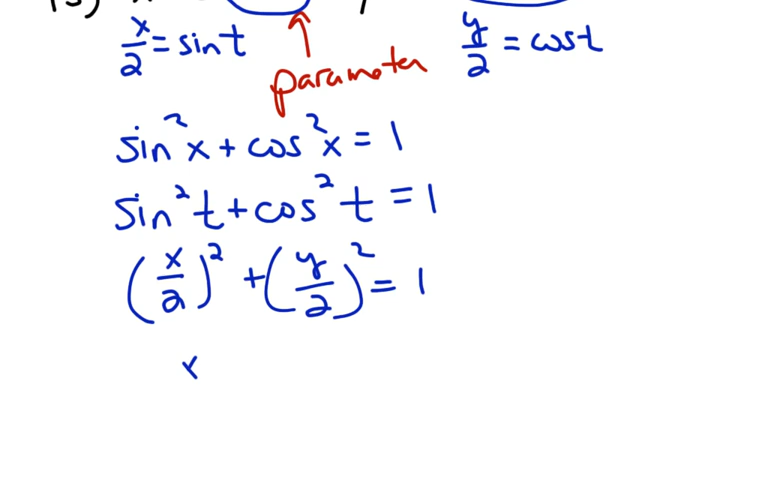 x/2 = sin t    y/2 = cos t
parameter
sin²x + cos²x = 1
sin²t + cos²t = 1
(x/2)² + (y/2)² = 1
x